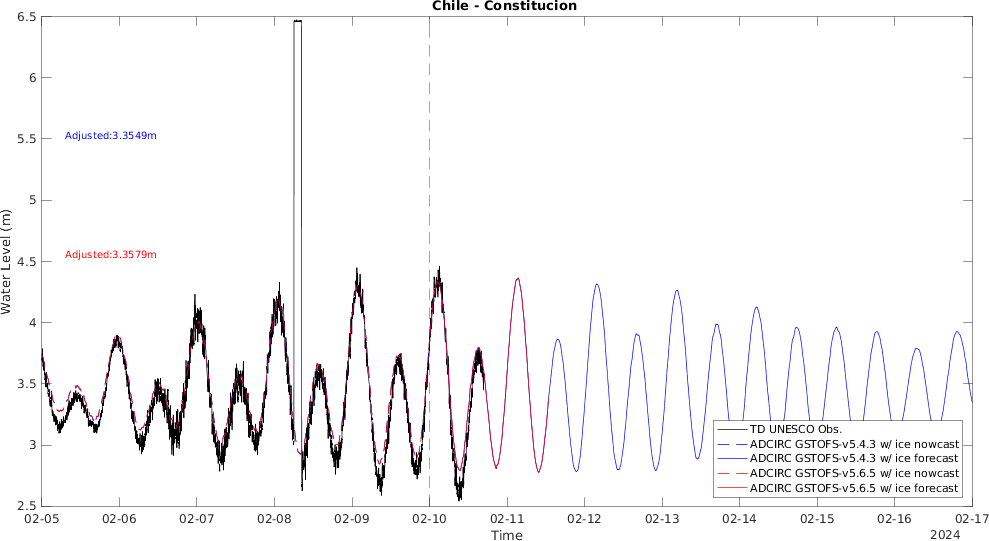 Chile - Constitucion
Water Level (m)
6.5
6
5.5
5
4.5
4
3.5
3
2.5
Adjusted:3.3549m
Adjusted:3.3579m
TD UNESCO Obs.
ADCIRC GSTOFS-v5.4.3 w/ ice nowcast
ADCIRC GSTOFS-v5.4.3 w/ ice forecast
ADCIRC GSTOFS-v5.6.5 w/ ice nowcast
ADCIRC GSTOFS-v5.6.5 w/ ice forecast
02-05 02-06 02-07 02-08 02-09 02-10 02-11 02-12 02-13 02-14 02-15 02-16 02-17
Time
2024